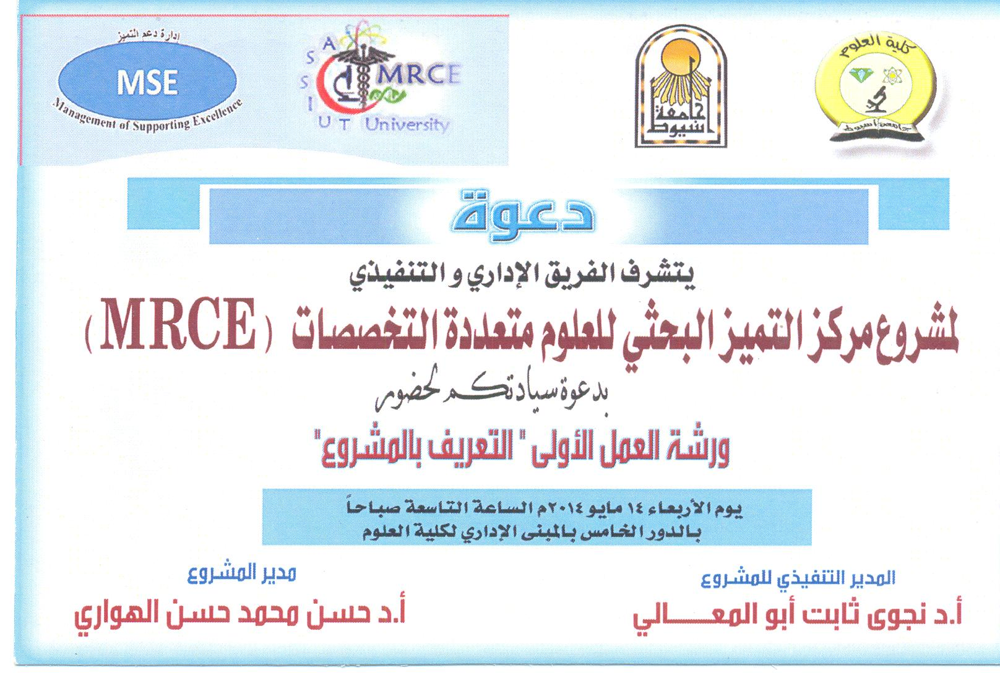 إدارة دعم التميز
MSE
Management of Supporting Excellence
ASSIUT University
MRCE
جامعة أسيوط
كلية العلوم
جامعة أسيوط
دعوة
يتشرف الفريق الإداري و التنفيذي
لمشروع مركز التميز البحثي للعلوم متعددة التخصصات (MRCE)
بدعوة سيادتكم لحضور
ورشة العمل الأولى " التعريف بالمشروع"
يوم الأربعاء ١٤ مايو ٢٠١٤م الساعة التاسعة صباحاً
بالدور الخامس بالمبنى الإداري لكلية العلوم
المدير التنفيذي للمشروع
أ.د نجوى ثابت أبو المعـــــالي
مدير المشروع
أ.د حسن محمد حسن الهواري